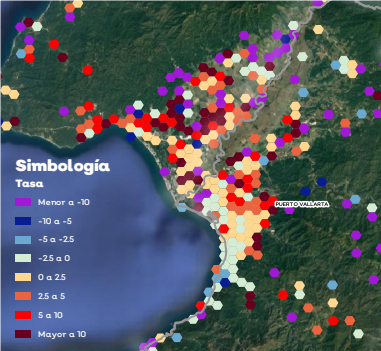 Simbología
Tasa
Menor a -10
-10 a -5
-5 a -2.5
-2.5 a 0
0 a 2.5
2.5 a 5
5 a 10
Mayor a 10
PUERTO VALLARTA